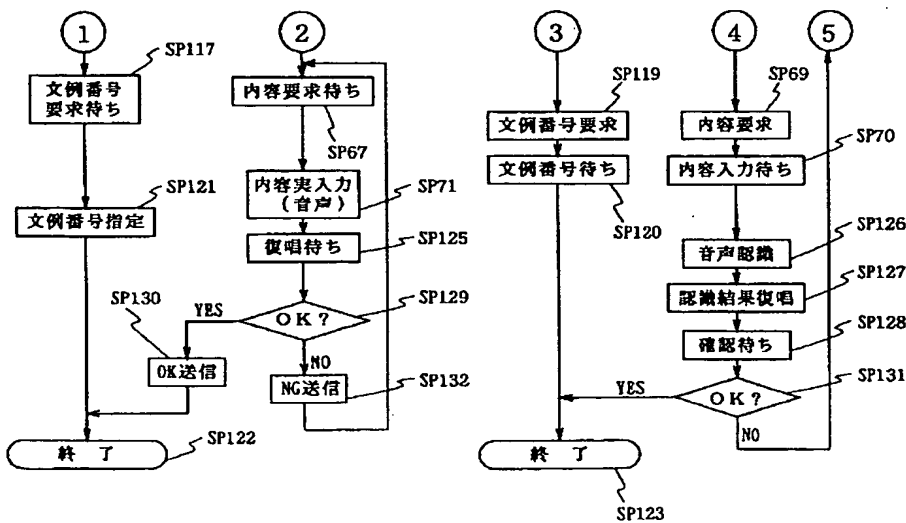 1
SP117
文例番号
要求待ち
SP121
文例番号指定
SP130
YES
OK送信
終 了
SP122
2
内容要求待ち
SP67
内容実入力
(音声)
SP71
復唱待ち
SP125
OK?
SP129
NO
NG送信
SP132
3
SP119
文例番号要求
文例番号待ち
SP120
終 了
SP123
4
SP69
内容要求
SP70
内容入力待ち
音声認識
SP126
認識結果復唱
SP127
確認待ち
SP128
OK?
SP131
YES
NO
5